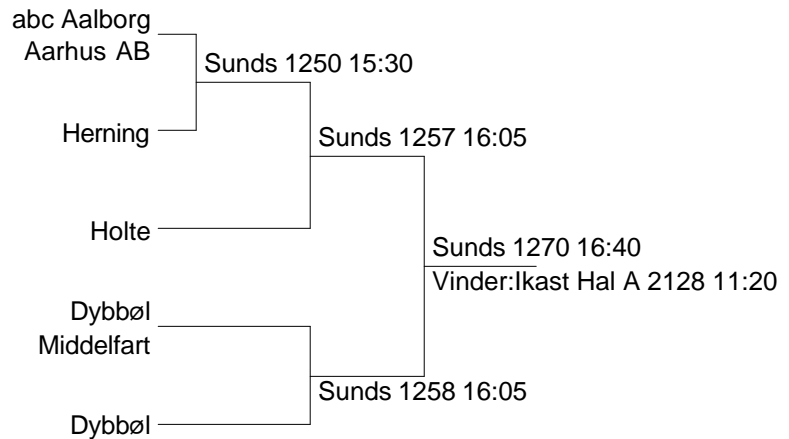 abc Aalborg
Aarhus AB
Sunds 1250 15:30
Herning
Sunds 1257 16:05
Holte
Sunds 1270 16:40
Vinder:Ikast Hal A 2128 11:20
Dybbøl
Middelfart
Sunds 1258 16:05
Dybbøl